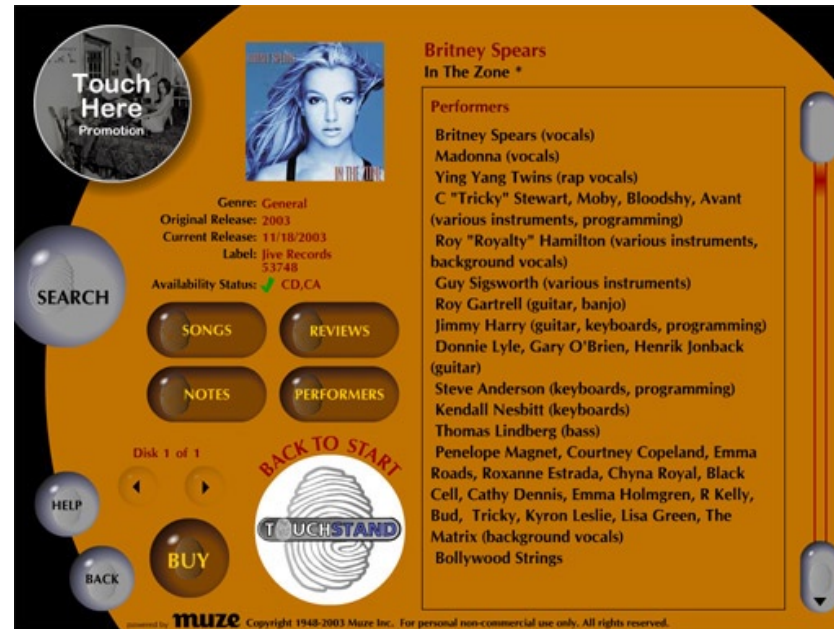 Touch
Here
Promotion
BRITNEY SPEARS
IN THE ZONE
Britney Spears
In The Zone *
Genre: General
Original Release: 2003
Current Release: 11/18/2003
Label: Jive Records
53748
Availability Status: CD,CA
SEARCH
SONGS
REVIEWS
NOTES
PERFORMERS
Disk 1 of 1
HELP
BACK
BUY
BACK TO START
TOUCHSTAND
Performers
Britney Spears (vocals)
Madonna (vocals)
Ying Yang Twins (rap vocals)
C "Tricky" Stewart, Moby, Bloodshy, Avant
(various instruments, programming)
Roy "Royalty" Hamilton (various instruments,
background vocals)
Guy Sigsworth (various instruments)
Roy Gartrell (guitar, banjo)
Jimmy Harry (guitar, keyboards, programming)
Donnie Lyle, Gary O'Brien, Henrik Jonback
(guitar)
Steve Anderson (keyboards, programming)
Kendall Nesbitt (keyboards)
Thomas Lindberg (bass)
Penelope Magnet, Courtney Copeland, Emma
Roads, Roxanne Estrada, Chyna Royal, Black
Cell, Cathy Dennis, Emma Holmgren, R Kelly,
Bud, Tricky, Kyron Leslie, Lisa Green, The
Matrix (background vocals)
Bollywood Strings
powered by muze Copyright 1948-2003 Muze Inc. For personal non-commercial use only. All rights reserved.